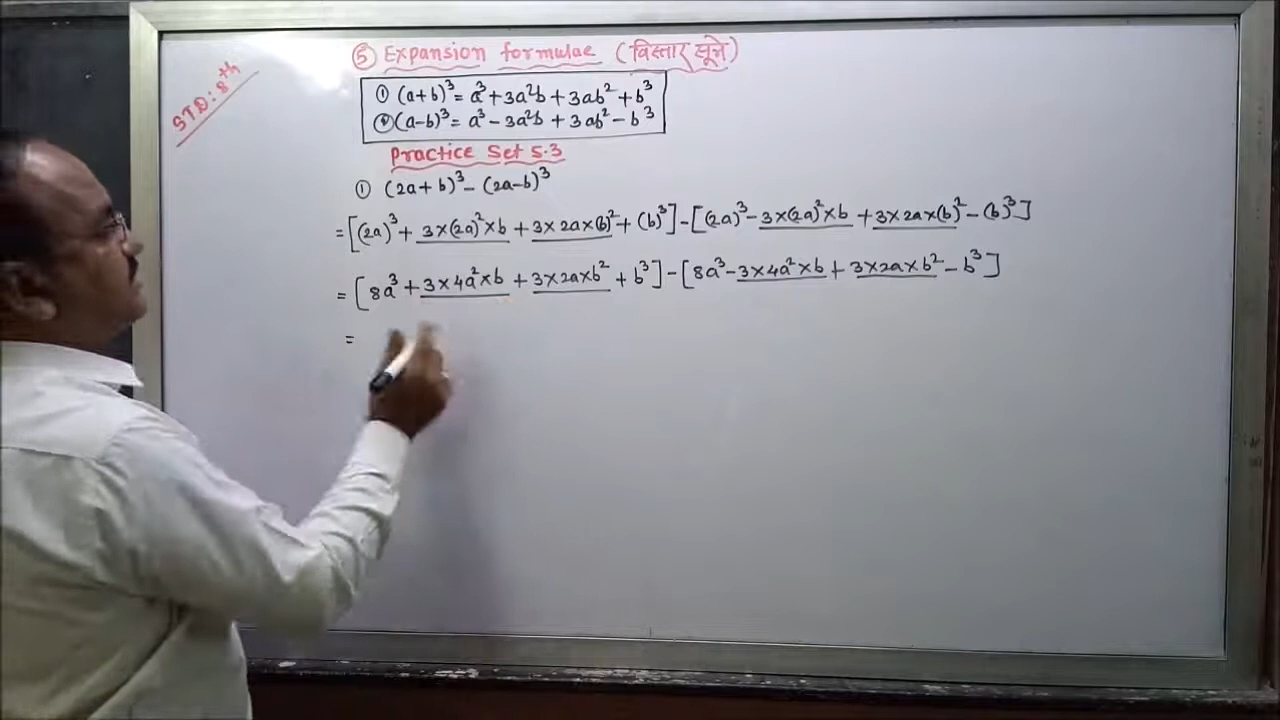 STD: 8th
⑤ Expansion formulae (विस्तार सूत्रे)
① (a+b)³ = a³ + 3a²b + 3ab² + b³
② (a-b)³ = a³ - 3a²b + 3ab² - b³
Practice Set 5.3
① (2a+b)³ - (2a-b)³
= [(2a)³ + 3×(2a)²×b + 3×2a×(b)² + (b)³] - [(2a)³ - 3×(2a)²×b + 3×2a×(b)² - (b)³]
= [8a³ + 3×4a²×b + 3×2a×b² + b³] - [8a³ - 3×4a²×b + 3×2a×b² - b³]
=